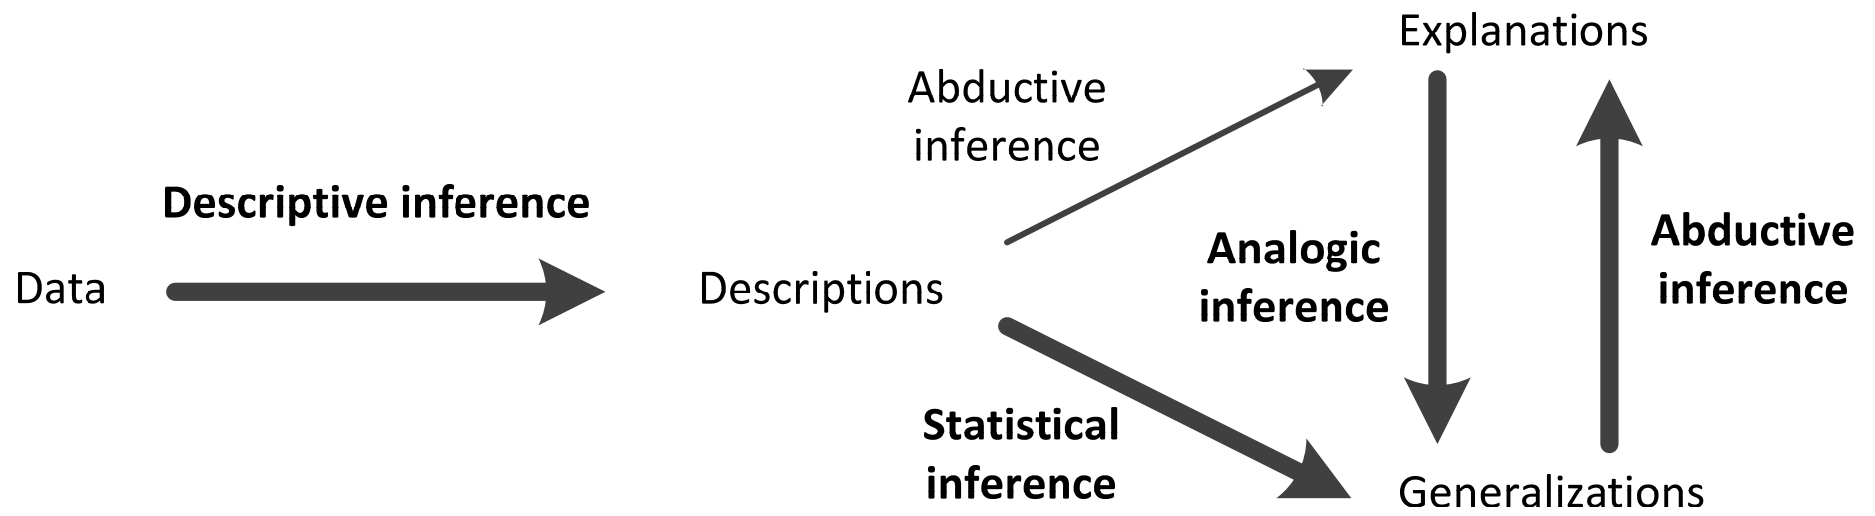 Explanations
Abductive
inference
Descriptive inference
Analogic
inference
Abductive
inference
Data
Descriptions
Statistical
inference
Generalizations